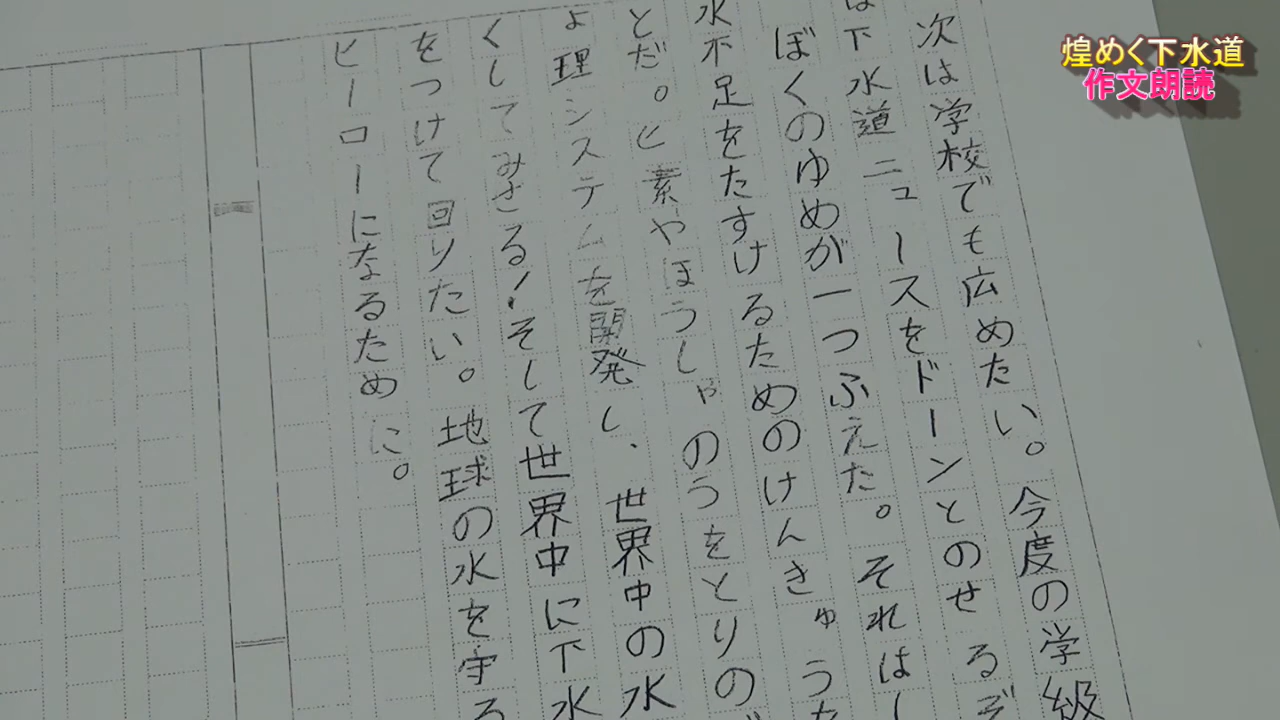 煌めく下水道
作文朗読
次は学校でも広めたい。今度の学級
は下水道ニュースをドーンとのせるぞ
ぼくのゆめが一つふえた。それはし
水不足をたすけるためのけんきゅうた
とだ。ヒ素やほうしゃのうをとりのぞ
よ理システムを開発し、世界中の水
くしてみざる!そして世界中に下水
をつけて回りたい。地球の水を守る
ヒーローになるために。